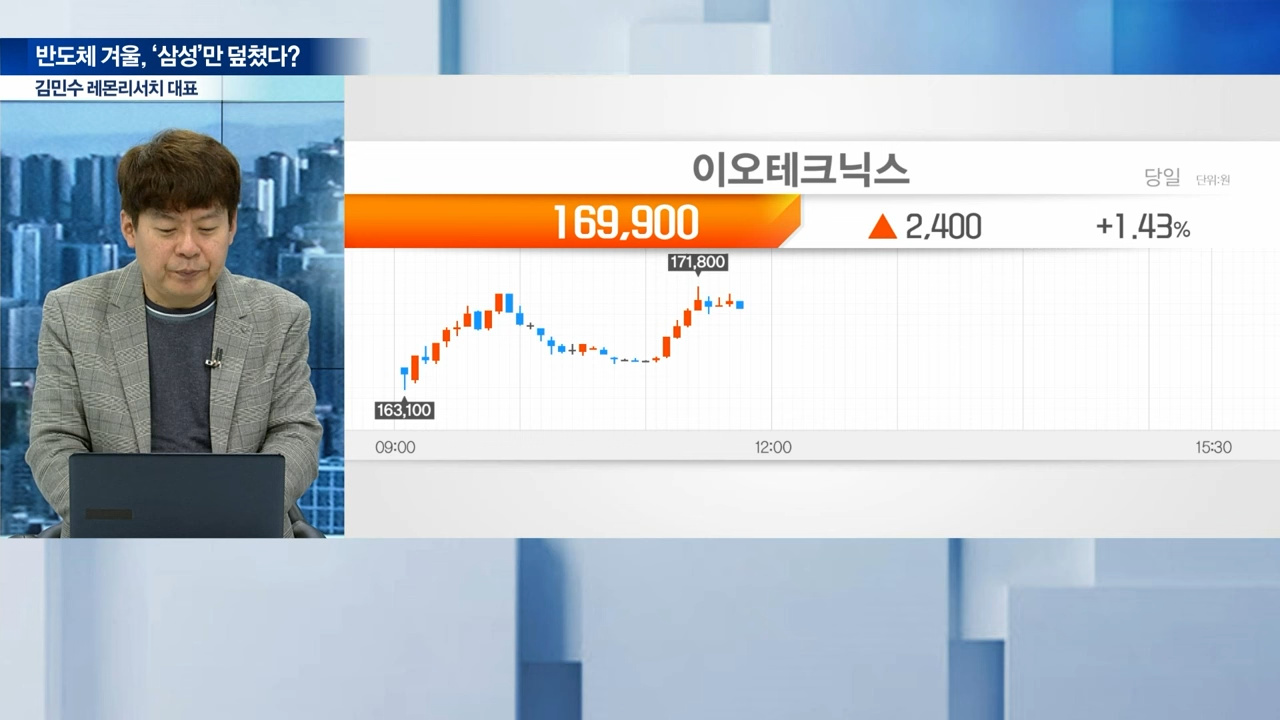 반도체 겨울, ‘삼성’만 덮쳤다?
김민수 레몬리서치 대표
이오테크닉스
당일 단위:원
169,900 ▲ 2,400 +1.43%
171,800
163,100
09:00 12:00 15:30